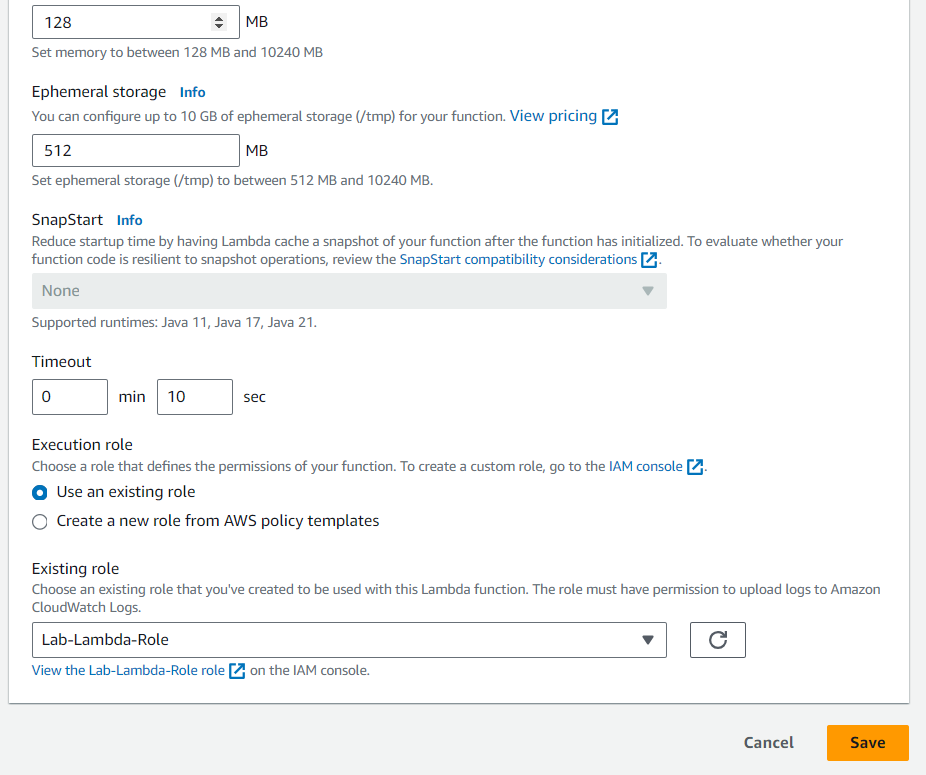 128 MB
Set memory to between 128 MB and 10240 MB
Ephemeral storage Info
You can configure up to 10 GB of ephemeral storage (/tmp) for your function. View pricing
512 MB
Set ephemeral storage (/tmp) to between 512 MB and 10240 MB.
SnapStart Info
Reduce startup time by having Lambda cache a snapshot of your function after the function has initialized. To evaluate whether your
function code is resilient to snapshot operations, review the SnapStart compatibility considerations.
None
Supported runtimes: Java 11, Java 17, Java 21.
Timeout
0 min 10 sec
Execution role
Choose a role that defines the permissions of your function. To create a custom role, go to the IAM console.
Use an existing role
Create a new role from AWS policy templates
Existing role
Choose an existing role that you've created to be used with this Lambda function. The role must have permission to upload logs to Amazon
CloudWatch Logs.
Lab-Lambda-Role
View the Lab-Lambda-Role role on the IAM console.
Cancel Save